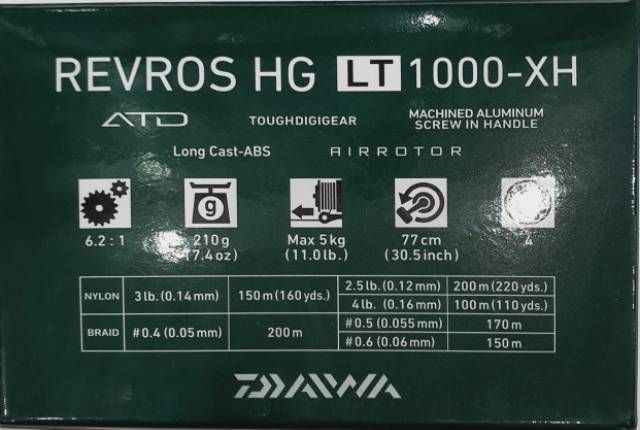 REVROS HG LT 1000-XH
ATD TOUGHDIGIGEAR MACHINED ALUMINUM SCREW IN HANDLE
Long Cast-ABS AIRROTOR
g
6.2 : 1 210g (7.4oz) Max 5kg (11.0lb.) 77cm (30.5inch) 4
NYLON 3lb. (0.14mm) 150m (160yds.) 2.5lb. (0.12mm) 200m (220yds.)
4lb. (0.16mm) 100m (110yds.)
BRAID #0.4 (0.05mm) 200m #0.5 (0.055mm) 170m
#0.6 (0.06mm) 150m
DAIWA